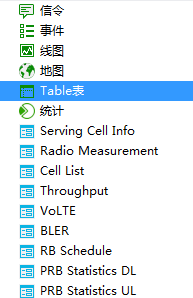 信令
事件
线图
地图
Table表
统计
Serving Cell Info
Radio Measurement
Cell List
Throughput
VoLTE
BLER
RB Schedule
PRB Statistics DL
PRB Statistics UL